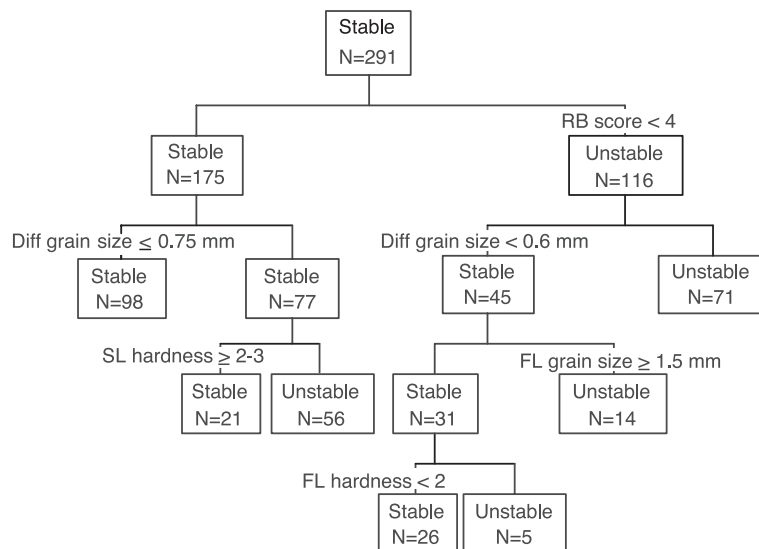 Stable
N=291
RB score < 4
Stable
N=175
Unstable
N=116
Diff grain size ≤ 0.75 mm
Diff grain size < 0.6 mm
Stable
N=98
Stable
N=77
Stable
N=45
Unstable
N=71
SL hardness ≥ 2-3
FL grain size ≥ 1.5 mm
Stable
N=21
Unstable
N=56
Stable
N=31
Unstable
N=14
FL hardness < 2
Stable
N=26
Unstable
N=5